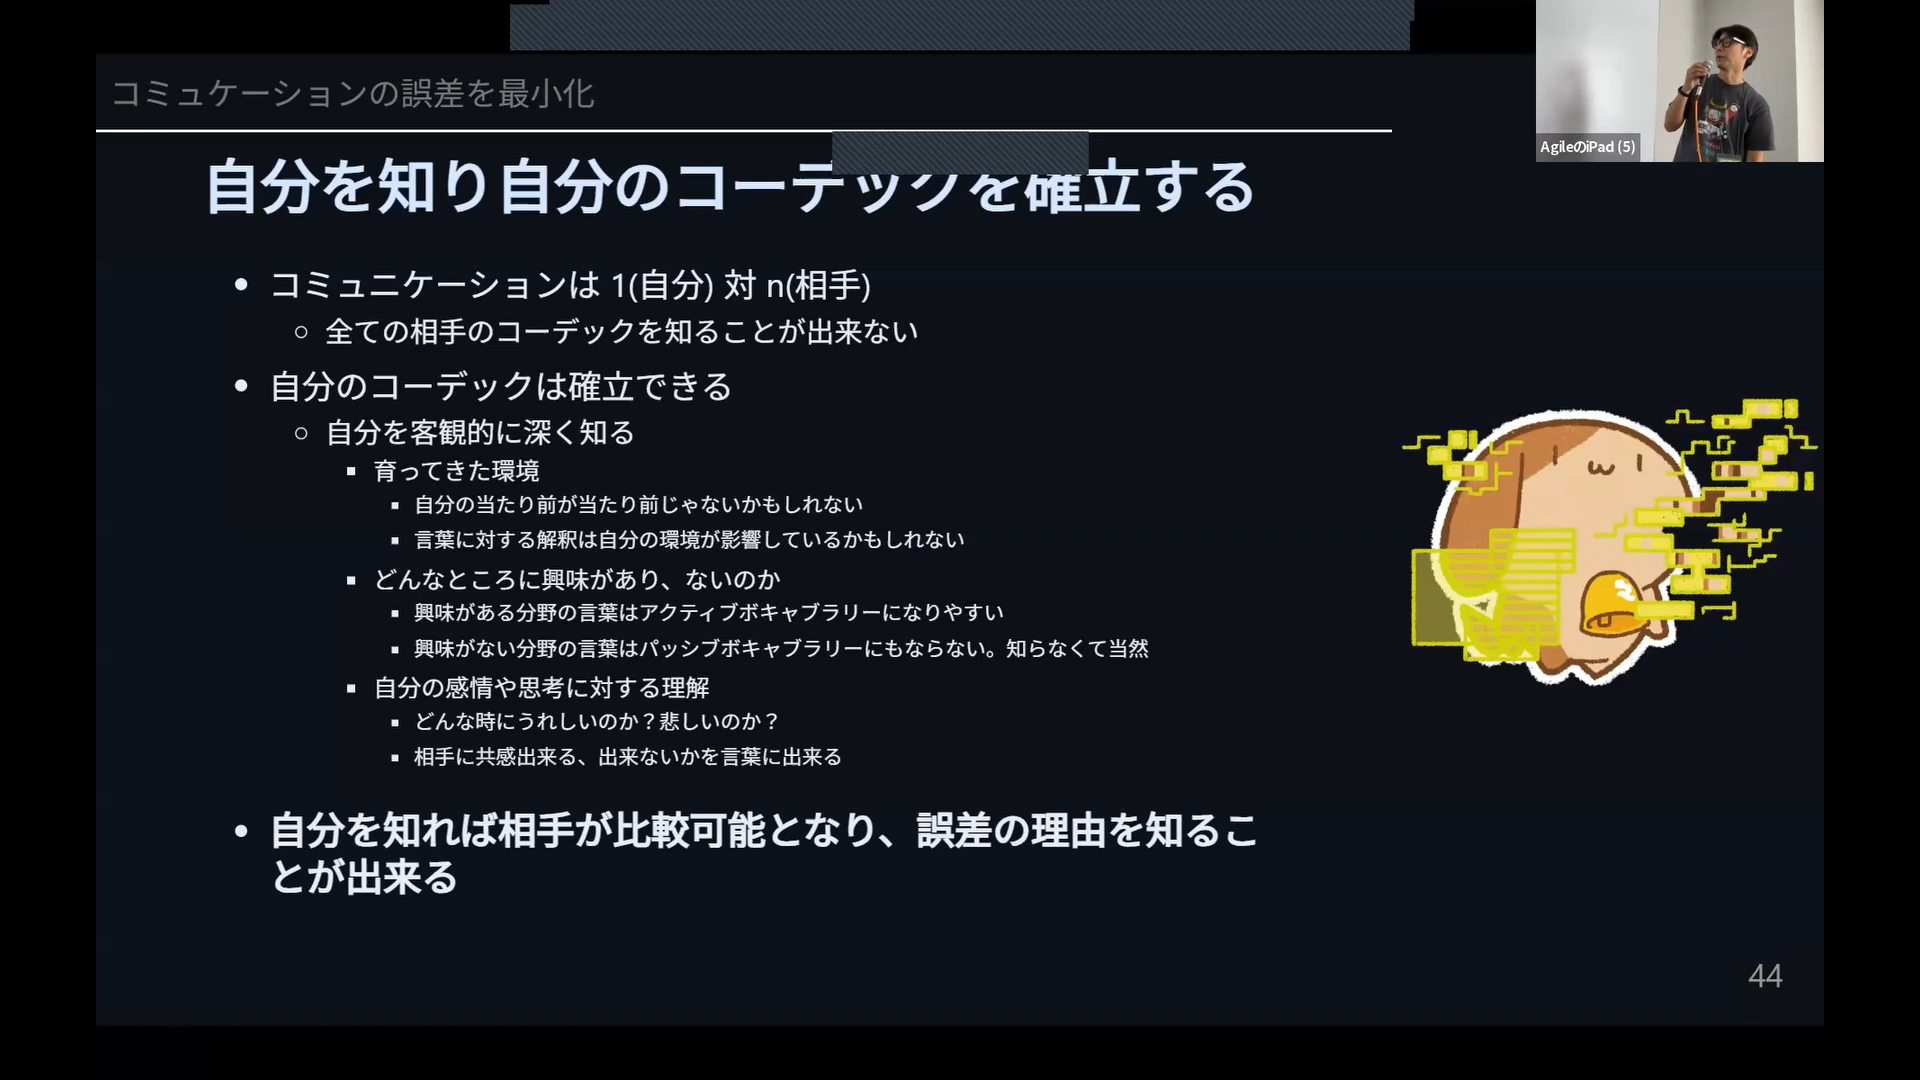 コミュケーションの誤差を最小化
AgileのiPad (5)
自分を知り自分のコーデックを確立する
コミュニケーションは 1(自分) 対 n(相手)
全ての相手のコーデックを知ることが出来ない
自分のコーデックは確立できる
自分を客観的に深く知る
育ってきた環境
自分の当たり前が当たり前じゃないかもしれない
言葉に対する解釈は自分の環境が影響しているかもしれない
どんなところに興味があり、ないのか
興味がある分野の言葉はアクティブボキャブラリーになりやすい
興味がない分野の言葉はパッシブボキャブラリーにもならない。知らなくて当然
自分の感情や思考に対する理解
どんな時にうれしいのか？悲しいのか？
相手に共感出来る、出来ないかを言葉に出来る
自分を知れば相手が比較可能となり、誤差の理由を知るこ
とが出来る
44